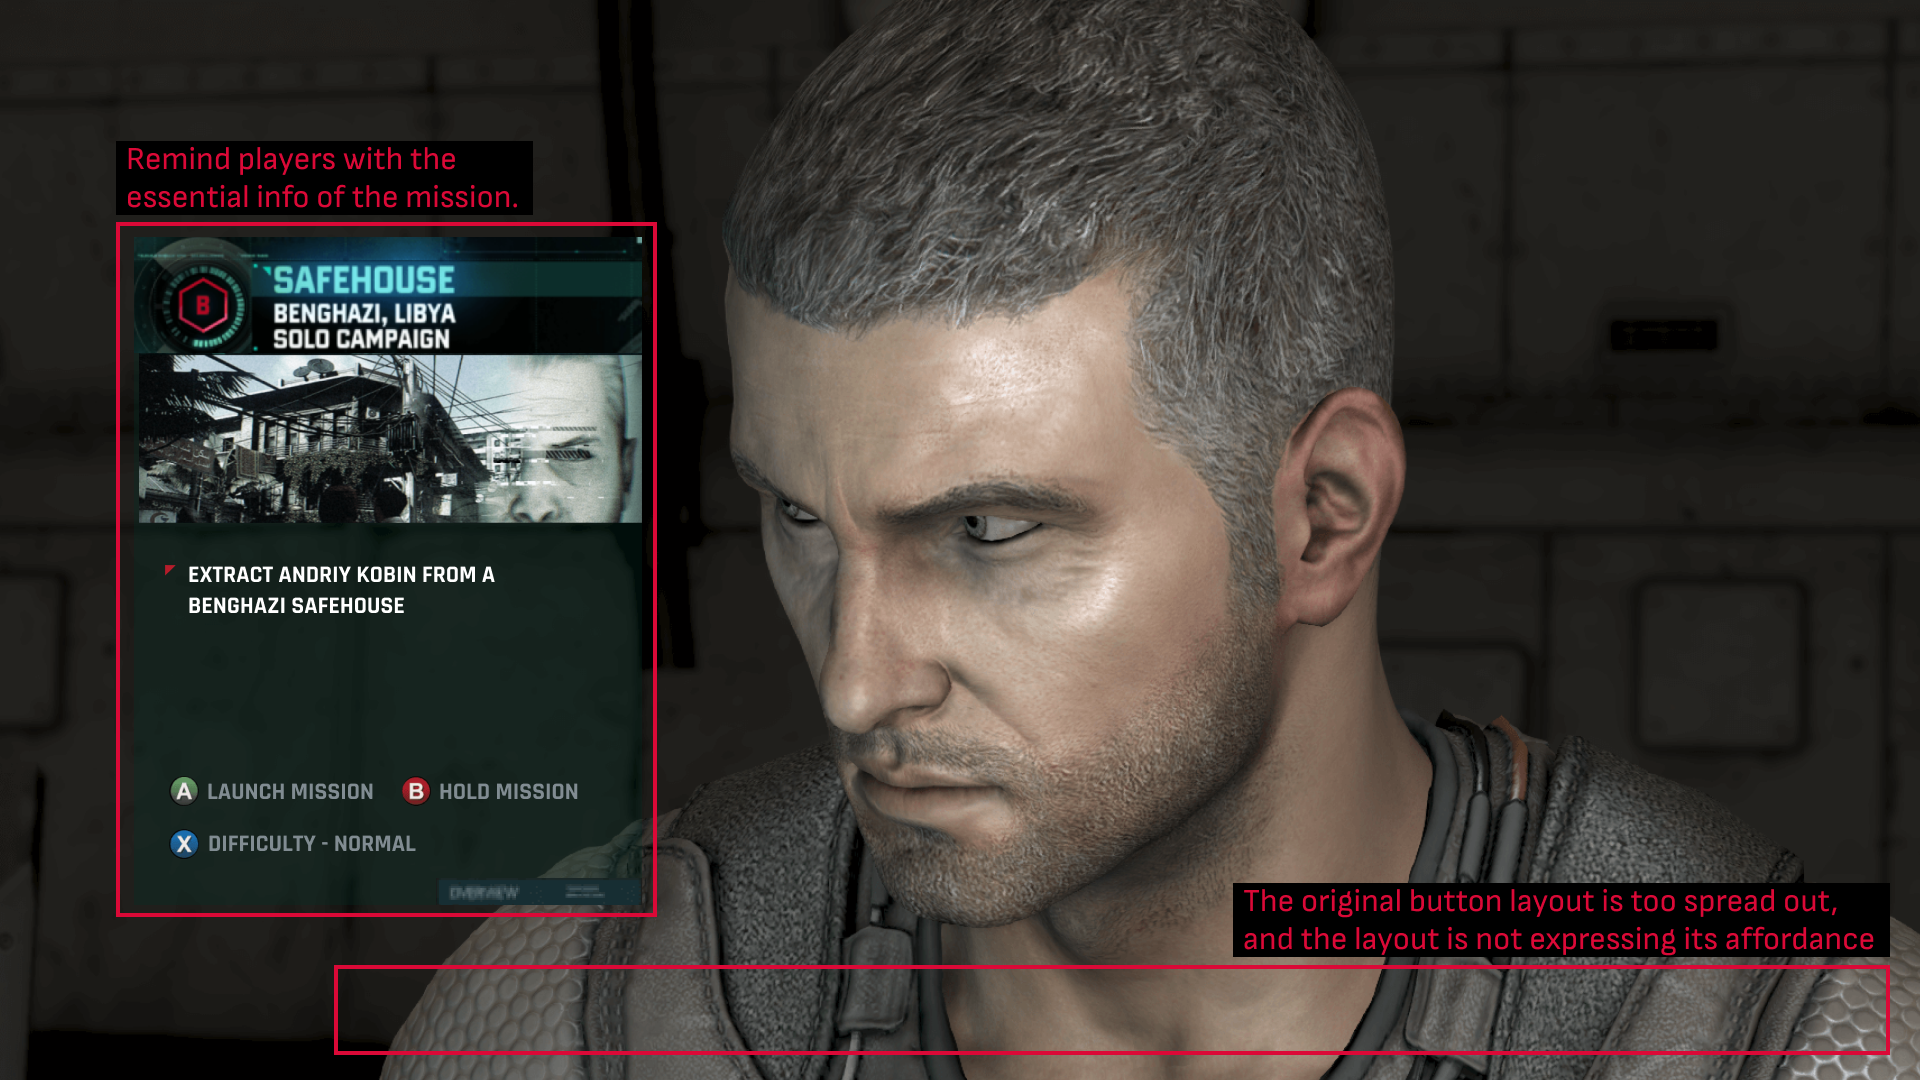 Remind players with the
essential info of the mission.
B
SAFEHOUSE
BENGHAZI, LIBYA
SOLO CAMPAIGN
EXTRACT ANDRIY KOBIN FROM A
BENGHAZI SAFEHOUSE
A LAUNCH MISSION B HOLD MISSION
X DIFFICULTY - NORMAL
OVERVIEW
The original button layout is too spread out,
and the layout is not expressing its affordance